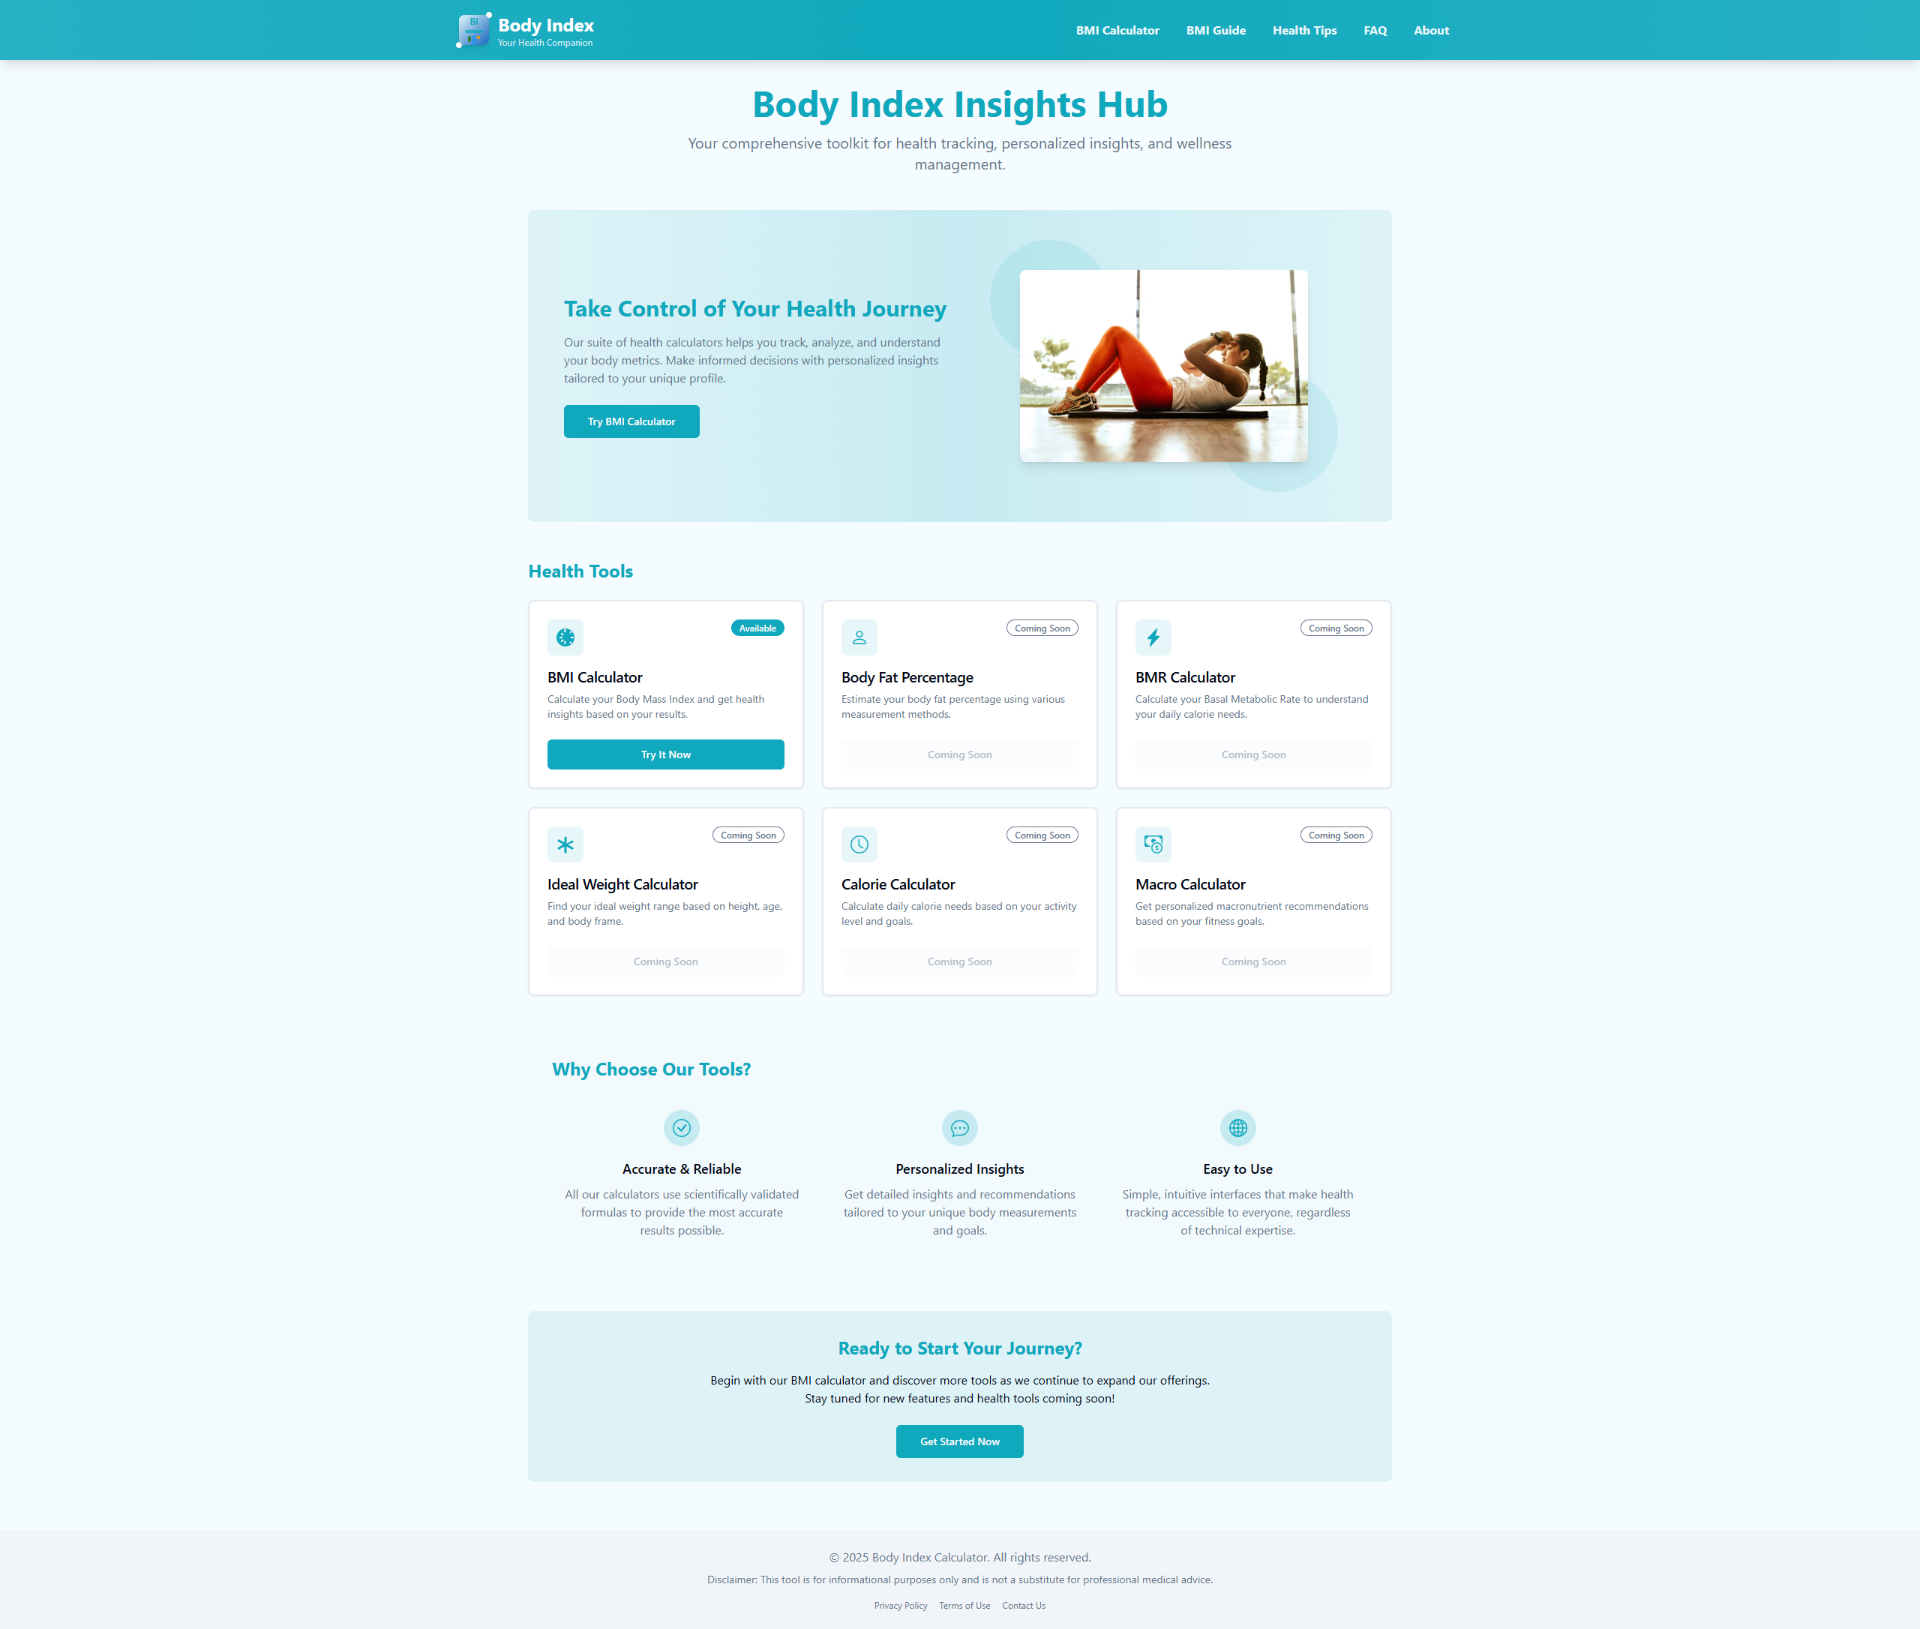 BI
Body Index
Your Health Companion
BMI Calculator
BMI Guide
Health Tips
FAQ
About
Body Index Insights Hub
Your comprehensive toolkit for health tracking, personalized insights, and wellness
management.
Take Control of Your Health Journey
Our suite of health calculators helps you track, analyze, and understand
your body metrics. Make informed decisions with personalized insights
tailored to your unique profile.
Try BMI Calculator
Health Tools
Available
BMI Calculator
Calculate your Body Mass Index and get health
insights based on your results.
Try It Now
Coming Soon
Body Fat Percentage
Estimate your body fat percentage using various
measurement methods.
Coming Soon
Coming Soon
BMR Calculator
Calculate your Basal Metabolic Rate to understand
your daily calorie needs.
Coming Soon
Coming Soon
Ideal Weight Calculator
Find your ideal weight range based on height, age,
and body frame.
Coming Soon
Coming Soon
Calorie Calculator
Calculate daily calorie needs based on your activity
level and goals.
Coming Soon
Coming Soon
Macro Calculator
Get personalized macronutrient recommendations
based on your fitness goals.
Coming Soon
Why Choose Our Tools?
Accurate & Reliable
All our calculators use scientifically validated
formulas to provide the most accurate
results possible.
Personalized Insights
Get detailed insights and recommendations
tailored to your unique body measurements
and goals.
Easy to Use
Simple, intuitive interfaces that make health
tracking accessible to everyone, regardless
of technical expertise.
Ready to Start Your Journey?
Begin with our BMI calculator and discover more tools as we continue to expand our offerings.
Stay tuned for new features and health tools coming soon!
Get Started Now
© 2025 Body Index Calculator. All rights reserved.
Disclaimer: This tool is for informational purposes only and is not a substitute for professional medical advice.
Privacy Policy
Terms of Use
Contact Us